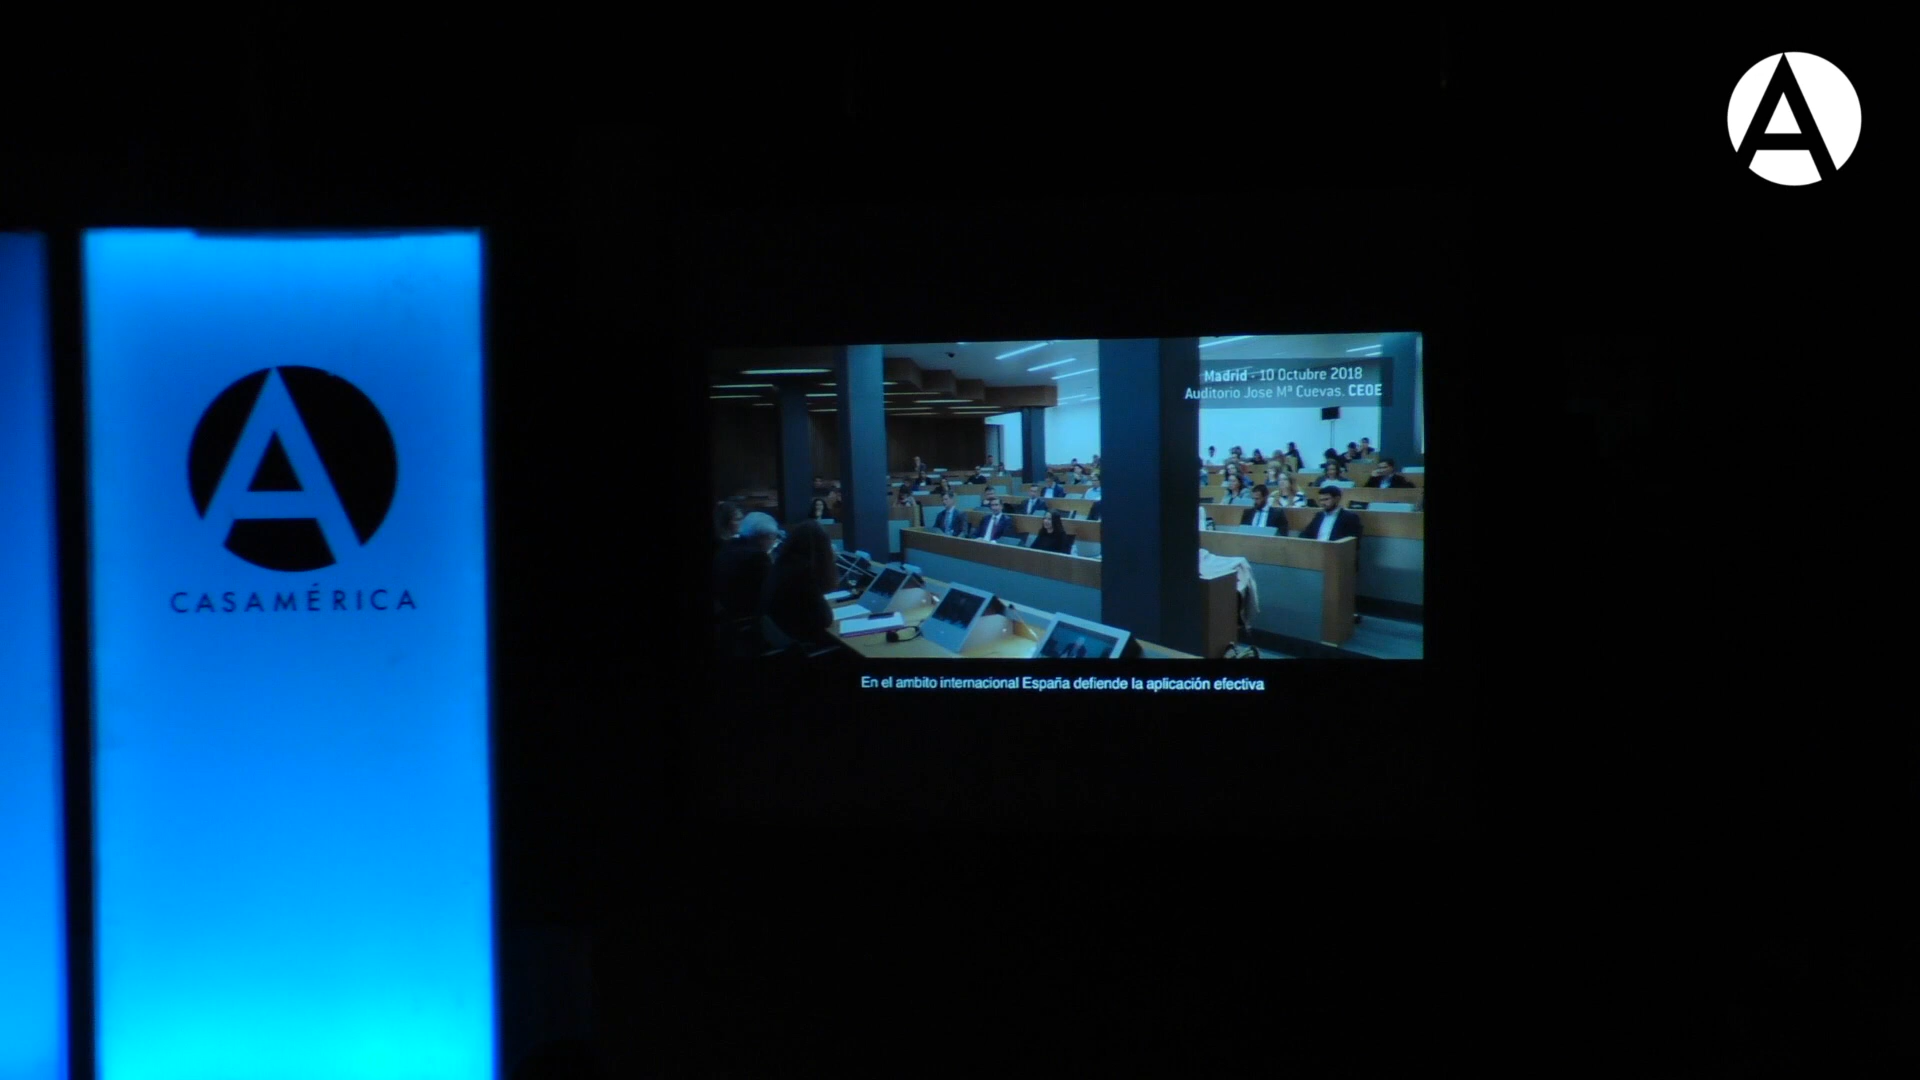 CASAMÉRICA
Madrid - 10 Octubre 2018
Auditorio Jose Mª Cuevas. CEOE
En el ambito internacional España defiende la aplicación efectiva